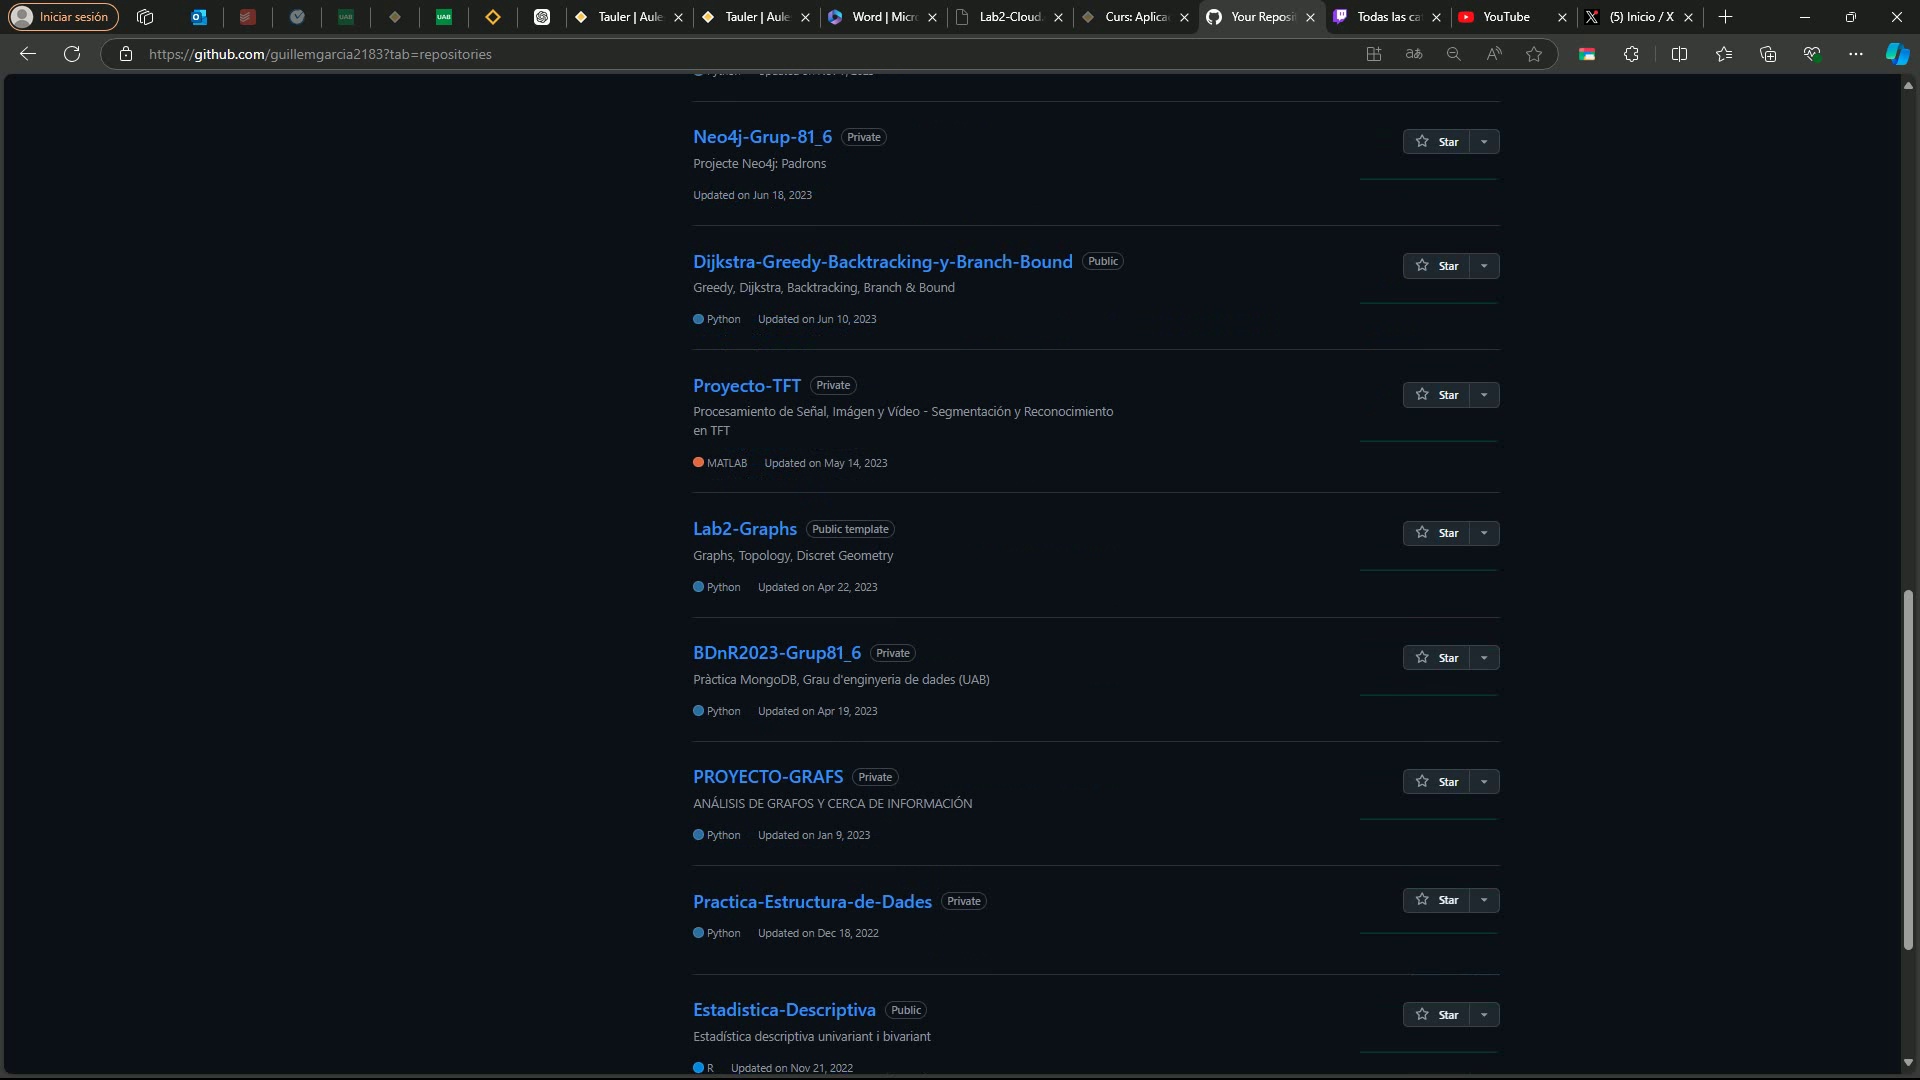 Iniciar sesión
UAB
UAB
Tauler | Aule
Tauler | Aule
Word | Micr
Lab2-Cloud.
Curs: Aplica
Your Reposit
Todas las ca
YouTube
(5) Inicio / X
https://github.com/guillemgarcia2183?tab=repositories
Neo4j-Grup-81_6 Private
Star
Projecte Neo4j: Padrons
Updated on Jun 18, 2023
Dijkstra-Greedy-Backtracking-y-Branch-Bound Public
Star
Greedy, Dijkstra, Backtracking, Branch & Bound
Python Updated on Jun 10, 2023
Proyecto-TFT Private
Star
Procesamiento de Señal, Imágen y Vídeo - Segmentación y Reconocimiento
en TFT
MATLAB Updated on May 14, 2023
Lab2-Graphs Public template
Star
Graphs, Topology, Discret Geometry
Python Updated on Apr 22, 2023
BDnR2023-Grup81_6 Private
Star
Pràctica MongoDB, Grau d'enginyeria de dades (UAB)
Python Updated on Apr 19, 2023
PROYECTO-GRAFS Private
Star
ANÁLISIS DE GRAFOS Y CERCA DE INFORMACIÓN
Python Updated on Jan 9, 2023
Practica-Estructura-de-Dades Private
Star
Python Updated on Dec 18, 2022
Estadistica-Descriptiva Public
Star
Estadística descriptiva univariant i bivariant
R Updated on Nov 21, 2022